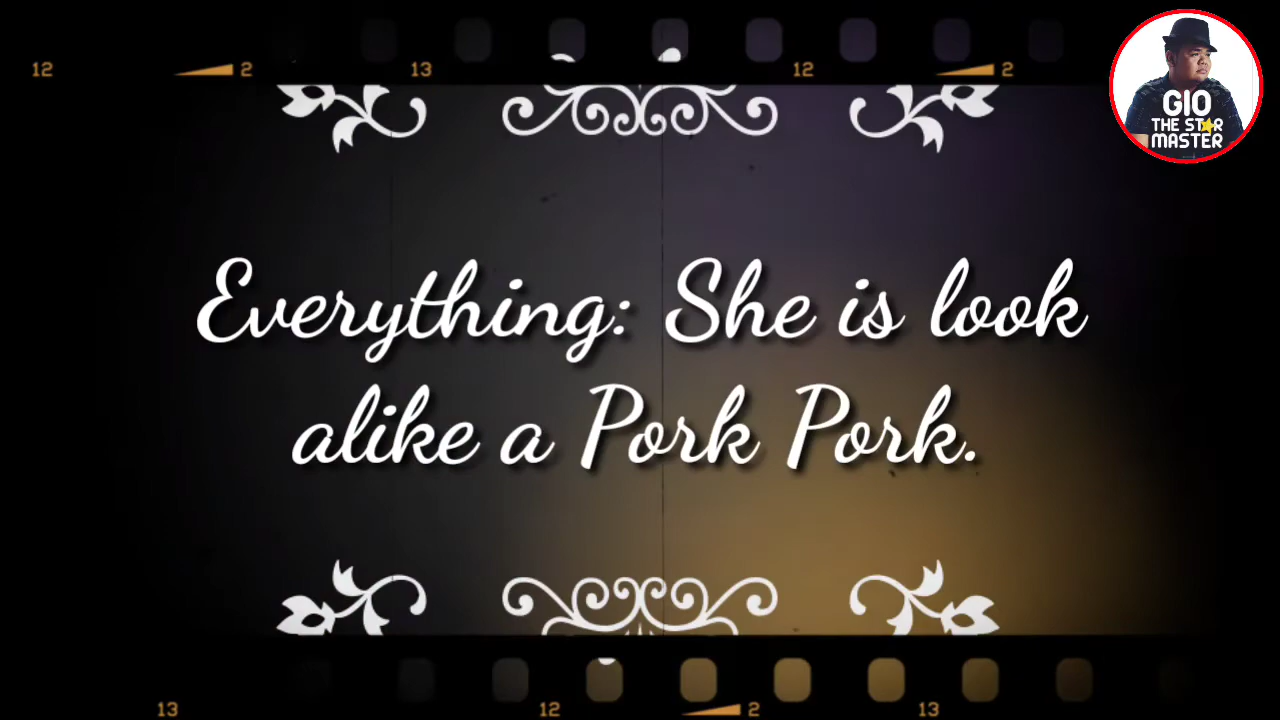 12 2 13 12 2
GIO
THE STAR
MASTER
Everything: She is look
alike a Pork Pork.
13 12 2 13